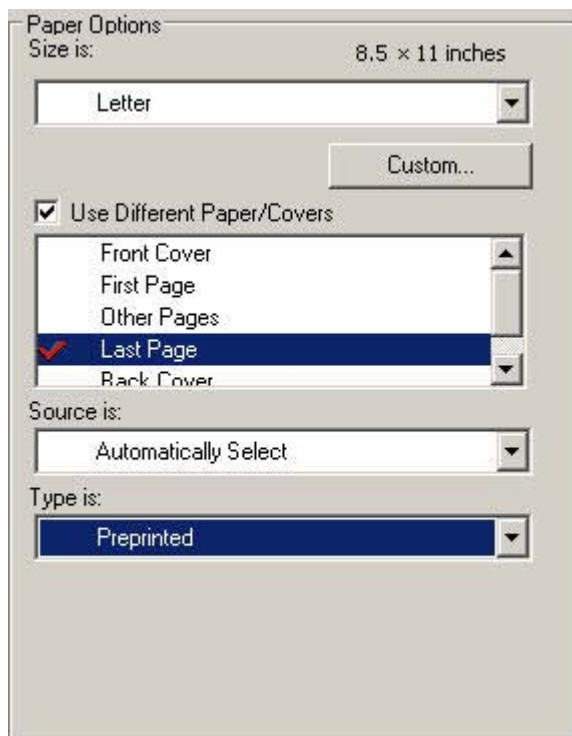 Paper Options
Size is: 8.5 × 11 inches
Letter
Custom...
Use Different Paper/Covers
Front Cover
First Page
Other Pages
Last Page
Back Cover
Source is:
Automatically Select
Type is:
Preprinted